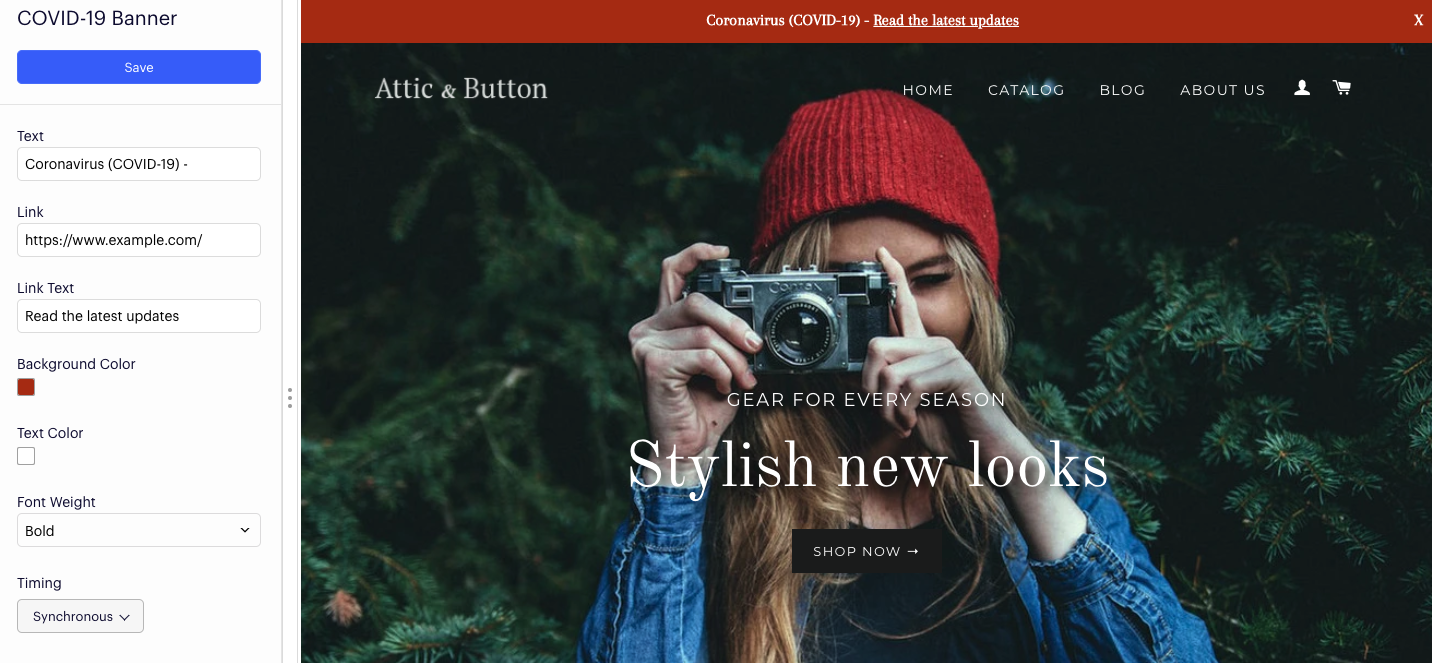 COVID-19 Banner
Save
Text
Coronavirus (COVID-19) -
Link
https://www.example.com/
Link Text
Read the latest updates
Background Color
Text Color
Font Weight
Bold
Timing
Synchronous
Coronavirus (COVID-19) - Read the latest updates X
Attic & Button HOME CATALOG BLOG ABOUT US
Contax
GEAR FOR EVERY SEASON
Stylish new looks
SHOP NOW →